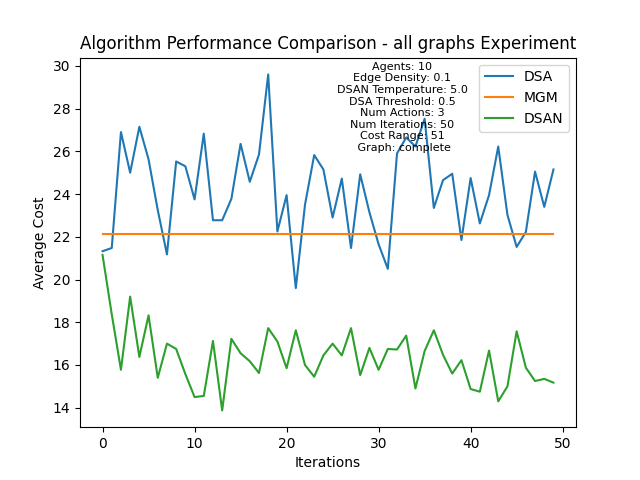 Algorithm Performance Comparison - all graphs Experiment
Agents: 10
Edge Density: 0.1
DSAN Temperature: 5.0
DSA Threshold: 0.5
Num Actions: 3
Num Iterations: 50
Cost Range: 51
Graph: complete
DSA
MGM
DSAN
Average Cost
30
28
26
24
22
20
18
16
14
0 10 20 30 40 50
Iterations